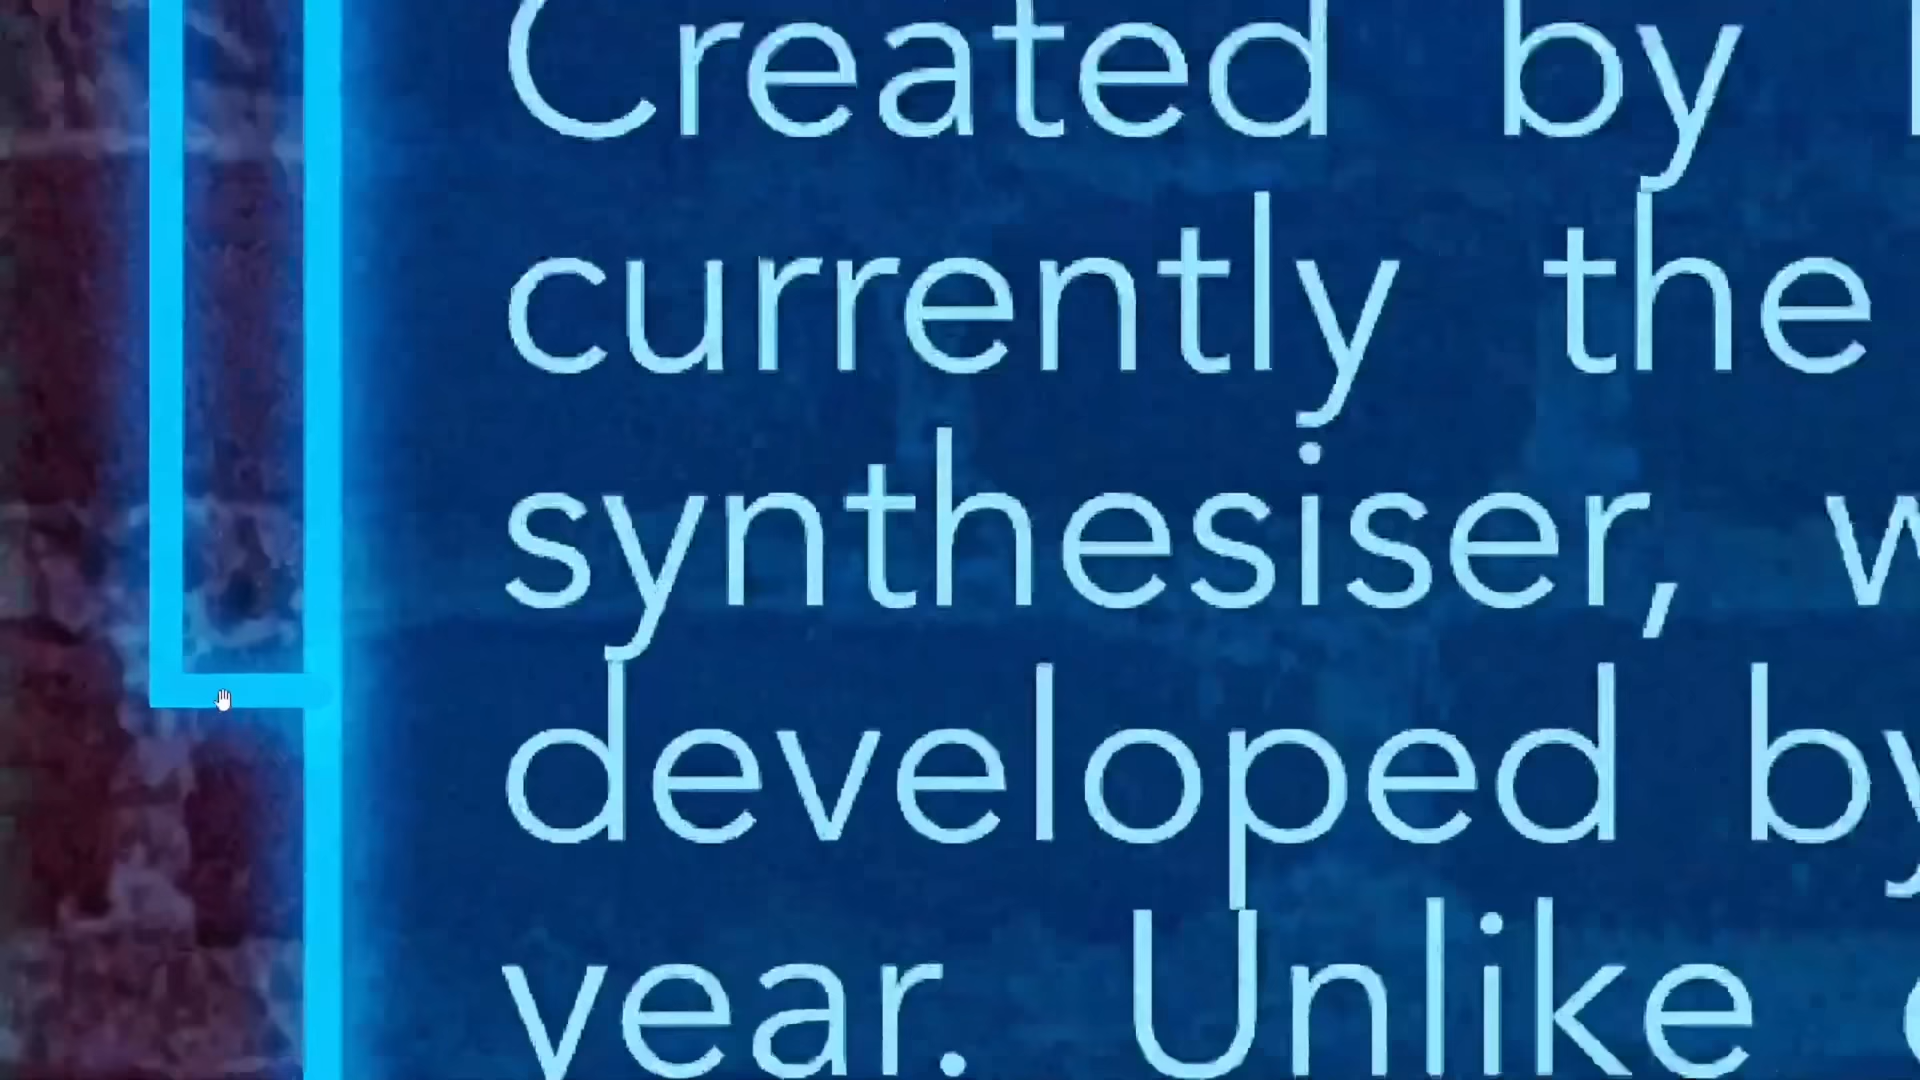 Created by
currently the
synthesiser,
developed by
year. Unlike